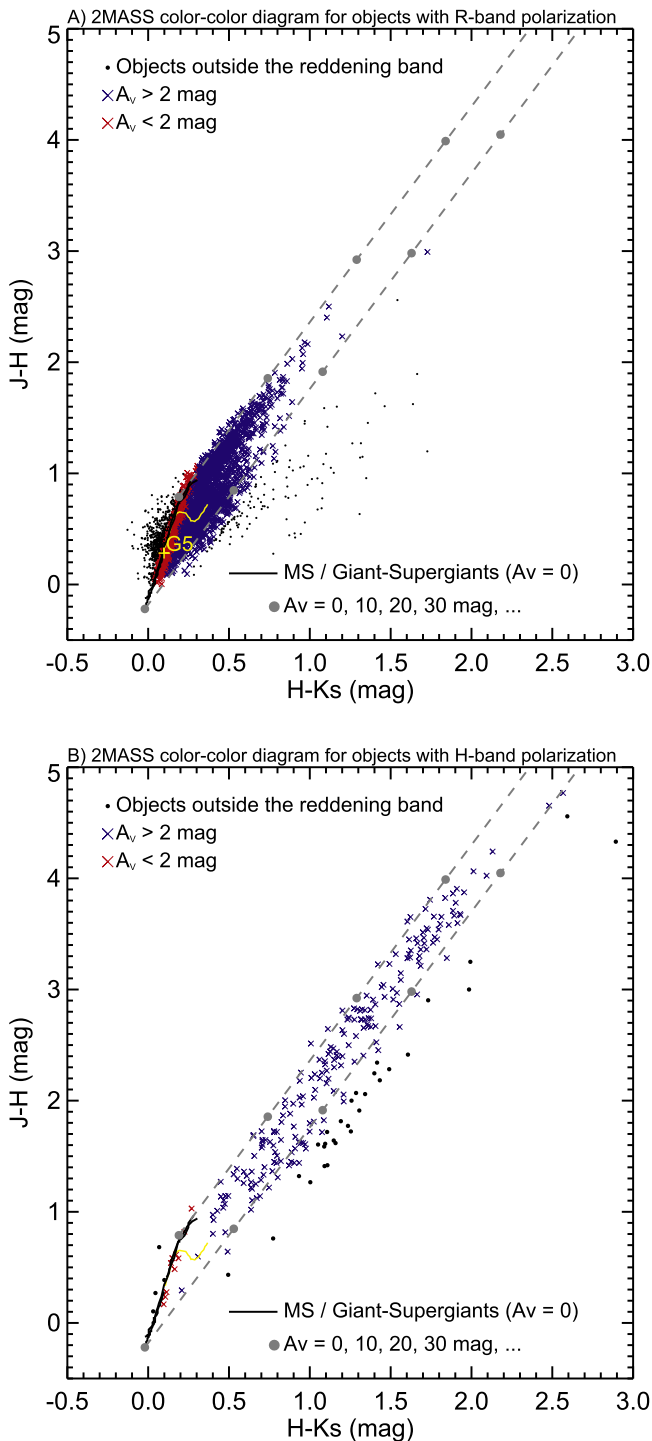 A) 2MASS color-color diagram for objects with R-band polarization
5
Objects outside the reddening band
Av > 2 mag
Av < 2 mag
4
3
J-H (mag)
2
1
G5
MS / Giant-Supergiants (Av = 0)
0
Av = 0, 10, 20, 30 mag, ...
-0.5 0.0 0.5 1.0 1.5 2.0 2.5 3.0
H-Ks (mag)
B) 2MASS color-color diagram for objects with H-band polarization
5
Objects outside the reddening band
Av > 2 mag
Av < 2 mag
4
3
J-H (mag)
2
1
MS / Giant-Supergiants (Av = 0)
0
Av = 0, 10, 20, 30 mag, ...
-0.5 0.0 0.5 1.0 1.5 2.0 2.5 3.0
H-Ks (mag)